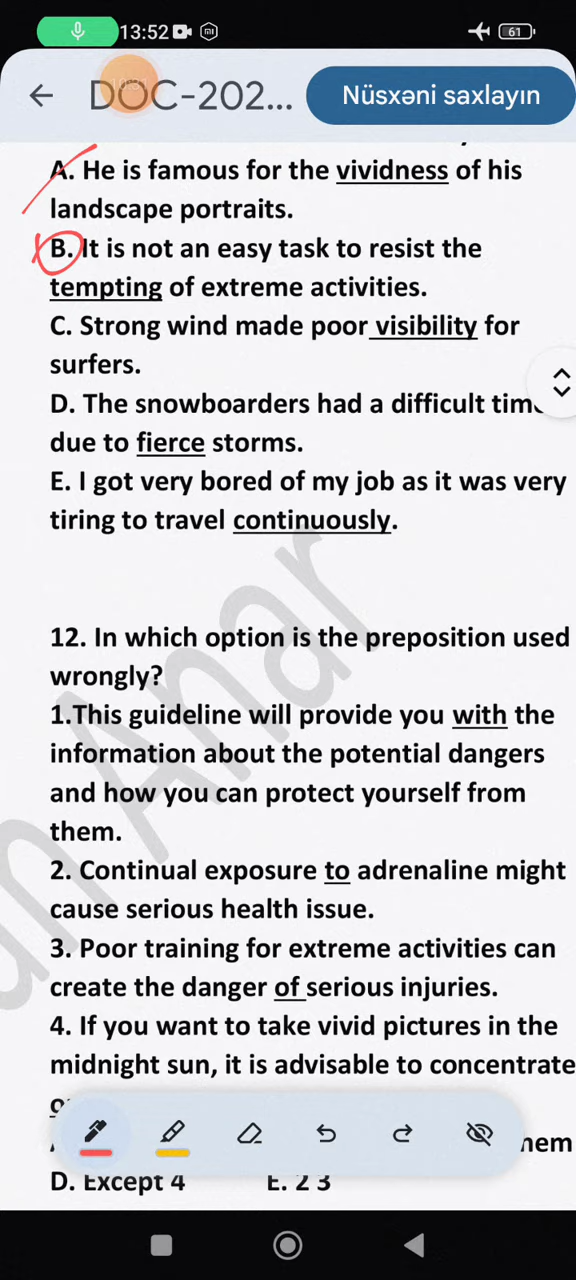 13:52
61
DOC-202...
Nüsxəni saxlayın
A. He is famous for the vividness of his
landscape portraits.
B. It is not an easy task to resist the
tempting of extreme activities.
C. Strong wind made poor visibility for
surfers.
D. The snowboarders had a difficult time
due to fierce storms.
E. I got very bored of my job as it was very
tiring to travel continuously.
12. In which option is the preposition used
wrongly?
1.This guideline will provide you with the
information about the potential dangers
and how you can protect yourself from
them.
2. Continual exposure to adrenaline might
cause serious health issue.
3. Poor training for extreme activities can
create the danger of serious injuries.
4. If you want to take vivid pictures in the
midnight sun, it is advisable to concentrate
D. Except 4 E. 2 3
Anar